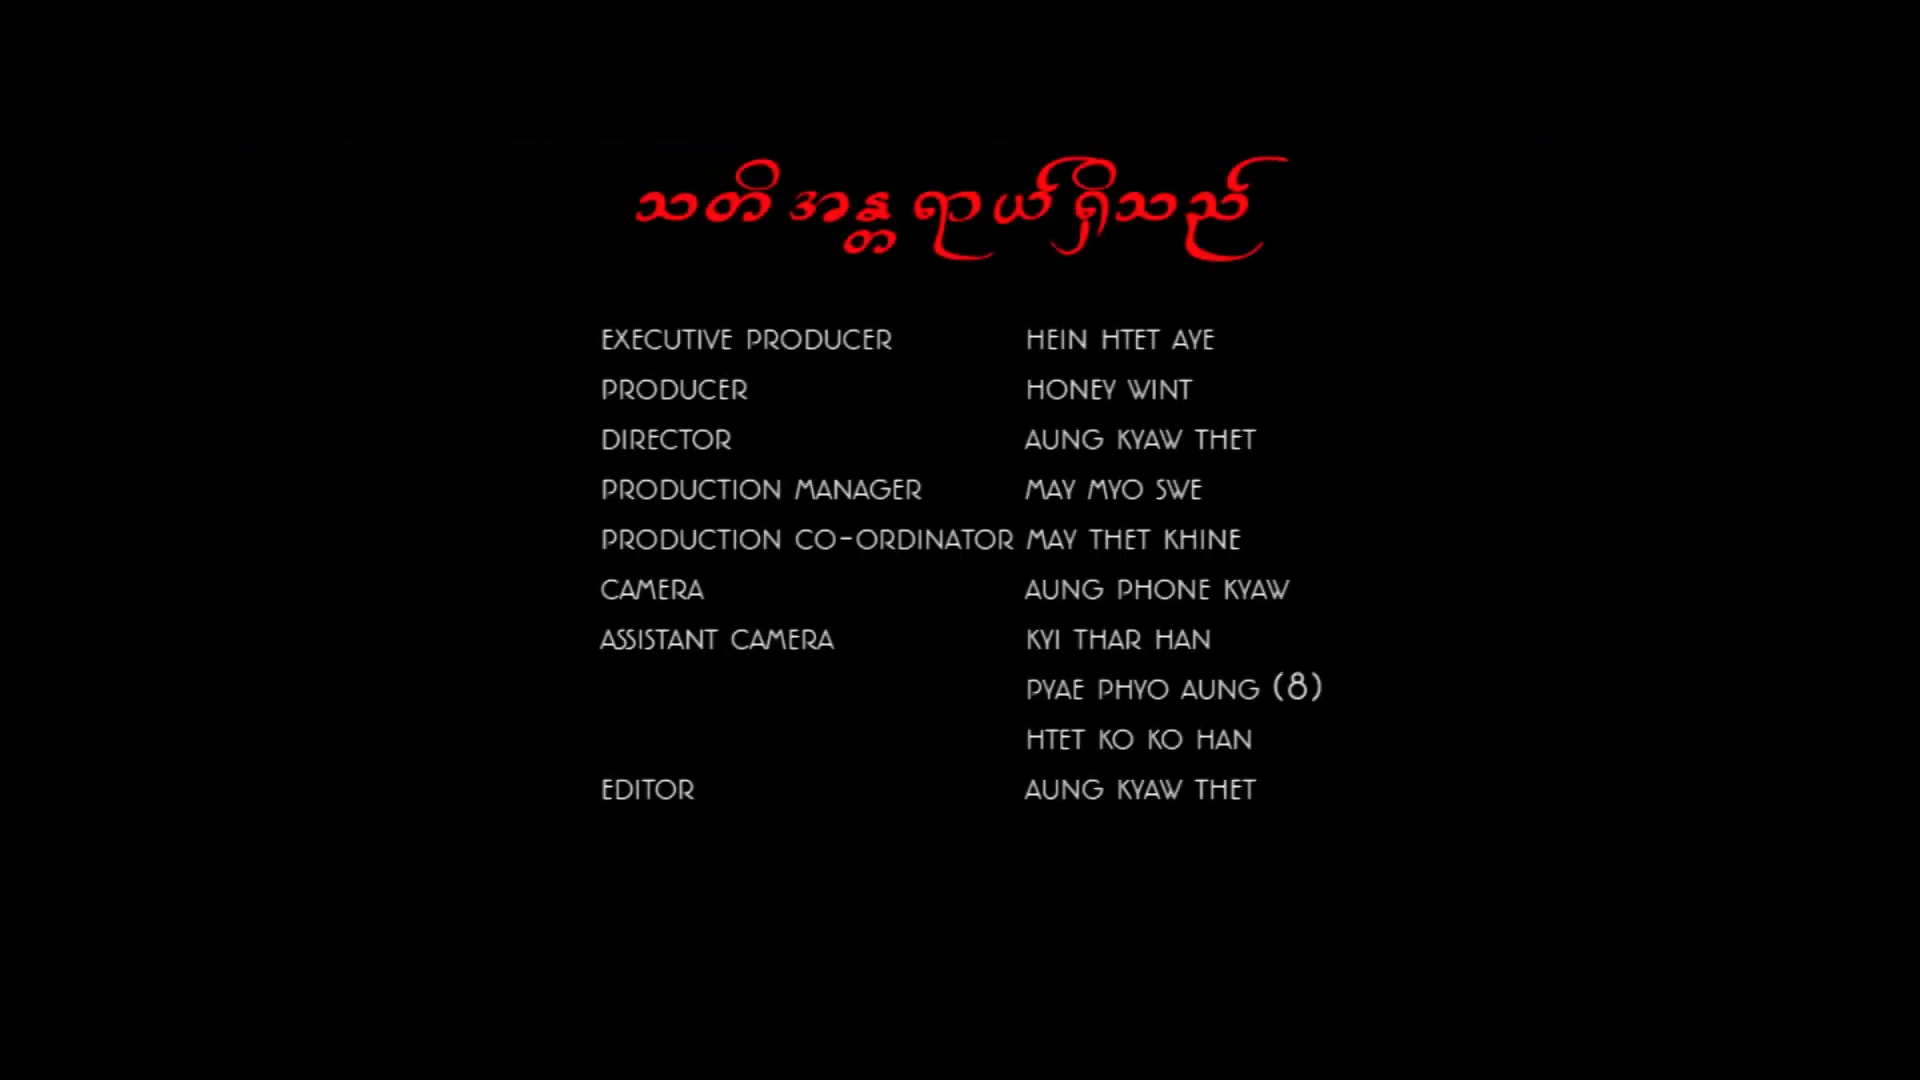 သတိ အန္တရာယ်ရှိသည်
EXECUTIVE PRODUCER HEIN HTET AYE
PRODUCER HONEY WINT
DIRECTOR AUNG KYAW THET
PRODUCTION MANAGER MAY MYO SWE
PRODUCTION CO-ORDINATOR MAY THET KHINE
CAMERA AUNG PHONE KYAW
ASSISTANT CAMERA KYI THAR HAN
PYAE PHYO AUNG (8)
HTET KO KO HAN
EDITOR AUNG KYAW THET